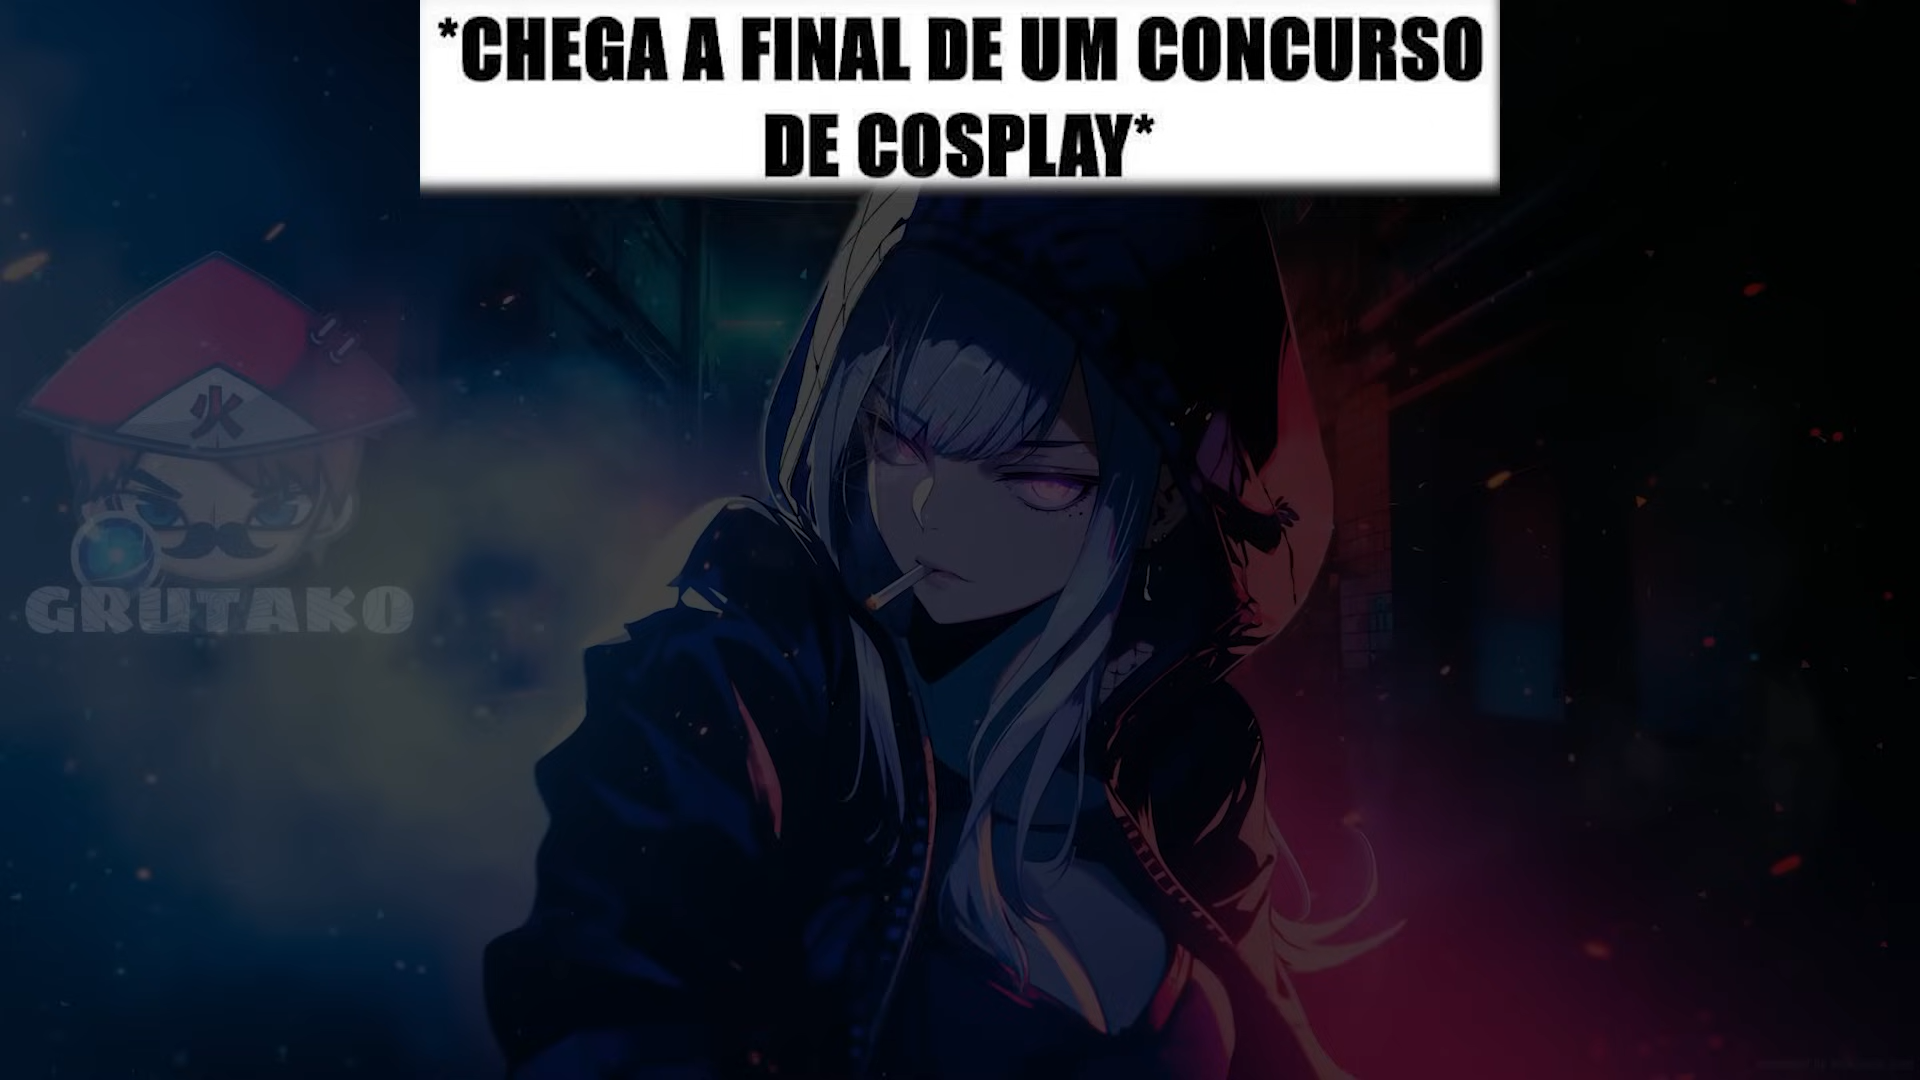 *CHEGA A FINAL DE UM CONCURSO
DE COSPLAY*
火
GRUTAKO